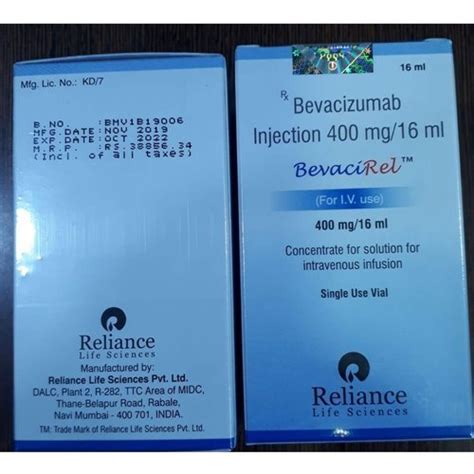 Mfg. Lic. No.: KD/7
B.NO. : BMV1B19006
MFG.DATE: NOV 2019
EXP.DATE: OCT 2022
M.R.P. : RS.38856.34
(Incl. of all taxes)
Reliance
Life Sciences
Manufactured by:
Reliance Life Sciences Pvt. Ltd.
DALC, Plant 2, R-282, TTC Area of MIDC,
Thane-Belapur Road, Rabale,
Navi Mumbai - 400 701, INDIA.
TM: Trade Mark of Reliance Life Sciences Pvt. Ltd.
16 ml
Rx Bevacizumab
Injection 400 mg/16 ml
BevaciRel™
(For I.V. use)
400 mg/16 ml
Concentrate for solution for
intravenous infusion
Single Use Vial
Reliance
Life Sciences